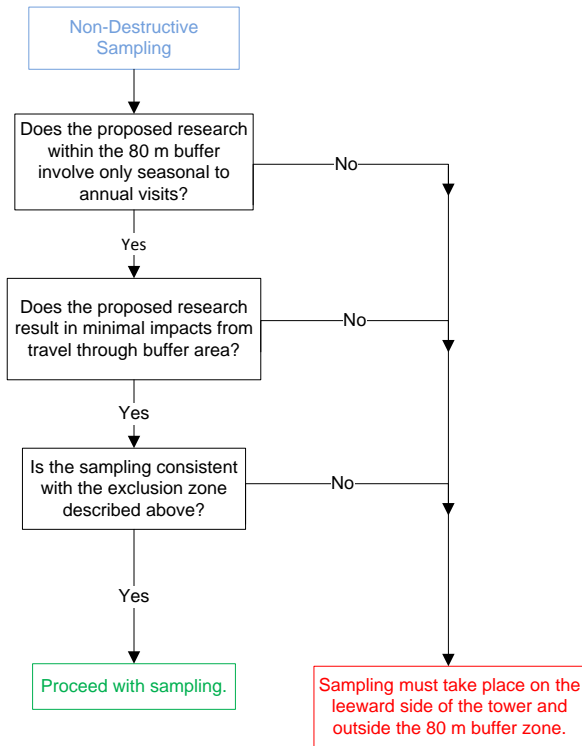 Non-Destructive
Sampling
Does the proposed research
within the 80 m buffer
involve only seasonal to
annual visits?
No
Yes
Does the proposed research
result in minimal impacts from
travel through buffer area?
No
Yes
Is the sampling consistent
with the exclusion zone
described above?
No
Yes
Proceed with sampling.
Sampling must take place on the
leeward side of the tower and
outside the 80 m buffer zone.